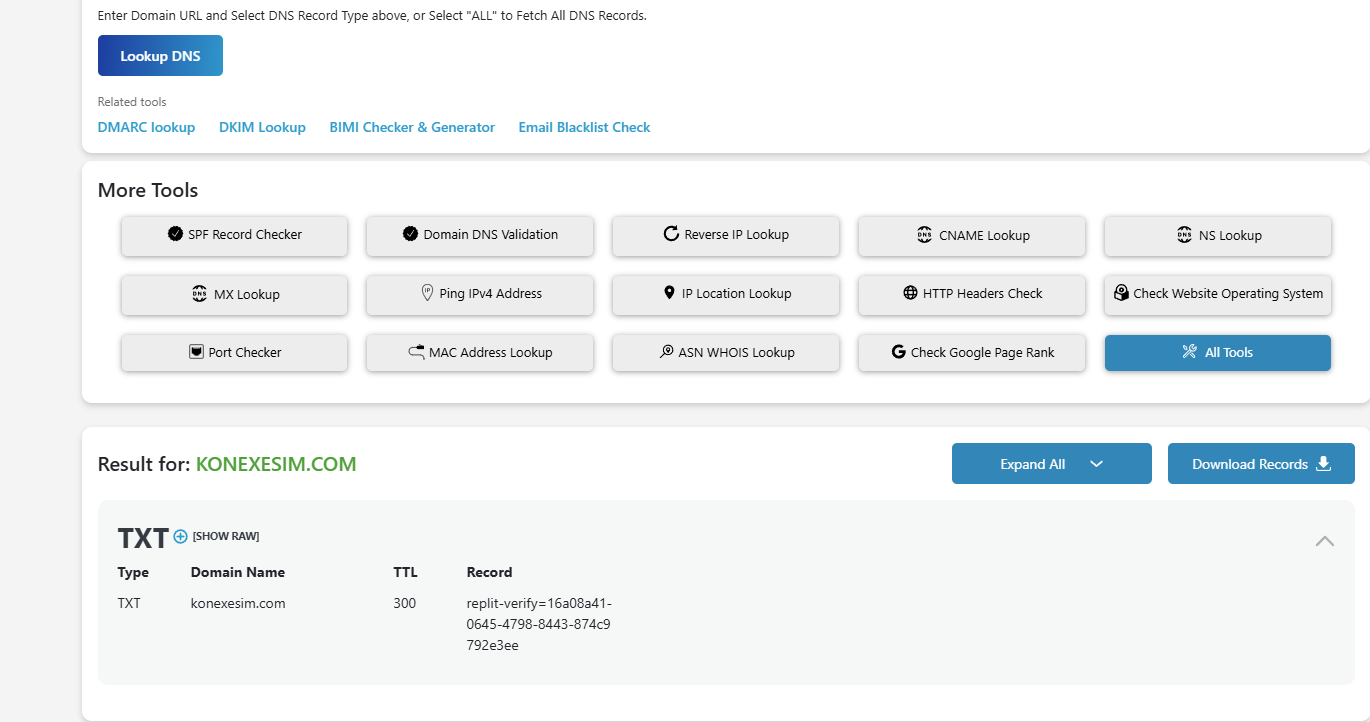 Enter Domain URL and Select DNS Record Type above, or Select "ALL" to Fetch All DNS Records.
Lookup DNS
Related tools
DMARC lookup DKIM Lookup BIMI Checker & Generator Email Blacklist Check
More Tools
SPF Record Checker Domain DNS Validation Reverse IP Lookup CNAME Lookup NS Lookup
MX Lookup Ping IPv4 Address IP Location Lookup HTTP Headers Check Check Website Operating System
Port Checker MAC Address Lookup ASN WHOIS Lookup Check Google Page Rank All Tools
Result for: KONEXESIM.COM Expand All Download Records
TXT [SHOW RAW]
Type Domain Name TTL Record
TXT konexesim.com 300 replit-verify=16a08a41-
0645-4798-8443-874c9
792e3ee